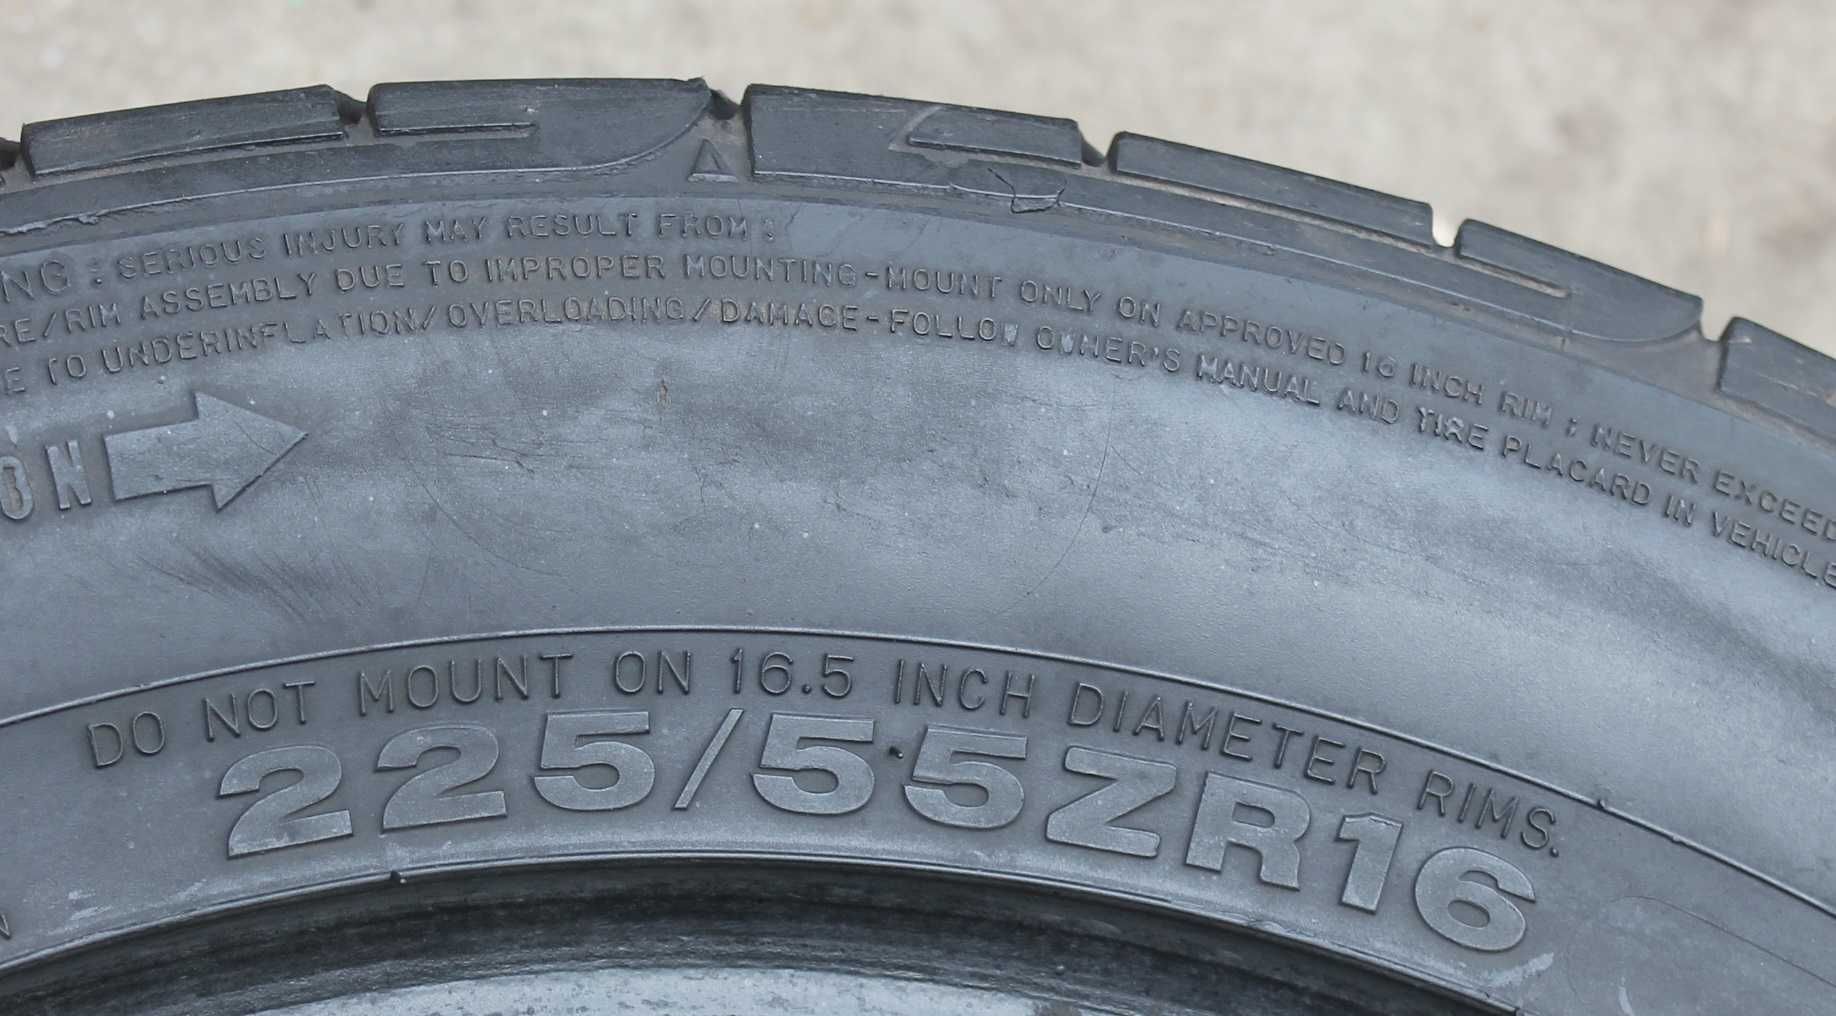 NG : SERIOUS INJURY MAY RESULT FROM :
RE/RIM ASSEMBLY DUE TO IMPROPER MOUNTING-MOUNT ONLY ON APPROVED 16 INCH RIM ; NEVER EXCEED
E TO UNDERINFLATION/OVERLOADING/DAMAGE-FOLLOW OWNER'S MANUAL AND TIRE PLACARD IN VEHICLE
ON
DO NOT MOUNT ON 16.5 INCH DIAMETER RIMS.
225/55ZR16